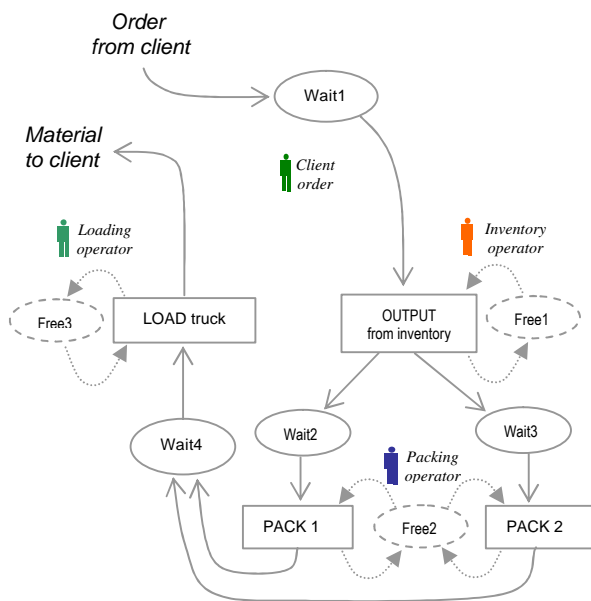 Order
from client
Wait1
Material
to client
Client
order
Loading
operator
Inventory
operator
Free3
LOAD truck
OUTPUT
from inventory
Free1
Wait4
Wait2
Wait3
Packing
operator
PACK 1
Free2
PACK 2